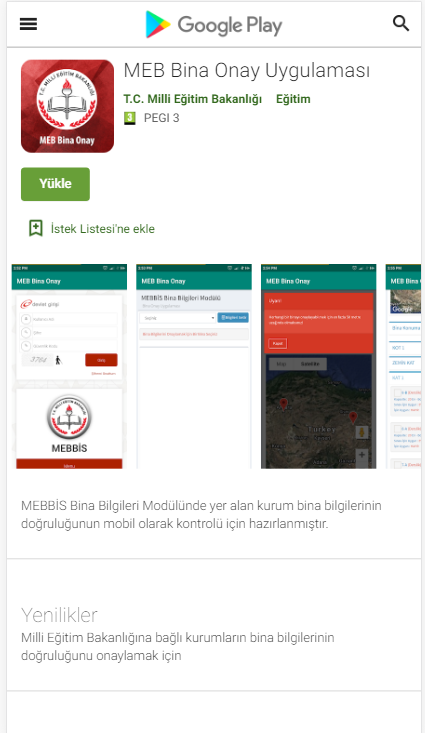 Google Play
T.C. MİLLİ EĞİTİM BAKANLIĞI
MEB Bina Onay
MEB Bina Onay Uygulaması
T.C. Milli Eğitim Bakanlığı Eğitim
3 PEGI 3
Yükle
İstek Listesi'ne ekle
MEB Bina Onay
MEBBİS
MEB Bina Onay
MEBBİS Bina Bilgileri Modülü
MEB Bina Onay
Uyarı!
MEB Bina
Google
MEBBİS Bina Bilgileri Modülünde yer alan kurum bina bilgilerinin
doğruluğunun mobil olarak kontrolü için hazırlanmıştır.
Yenilikler
Milli Eğitim Bakanlığına bağlı kurumların bina bilgilerinin
doğruluğunu onaylamak için